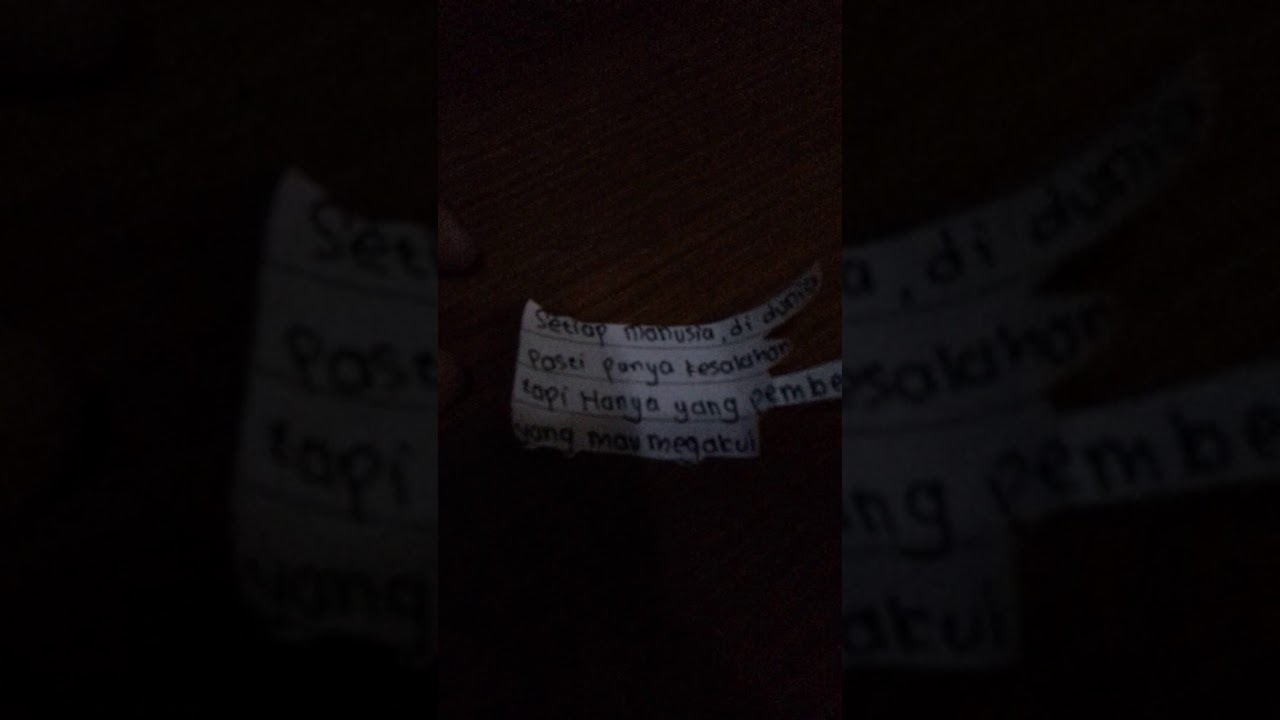 Setiap manusia, di dunia
Pasti punya kesalahan
tapi Hanya yang pembe
yang mau megakui